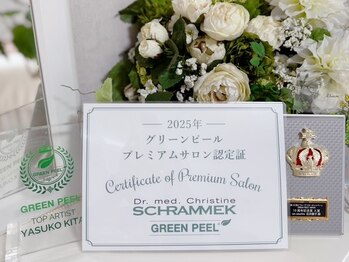 2025年
グリーンピール
プレミアムサロン認定証
Certificate of Premium Salon
Dr. med. Christine
SCHRAMMEK
GREEN PEEL
GREEN PEEL
GREEN PEEL
TOP ARTIST
YASUKO KITA